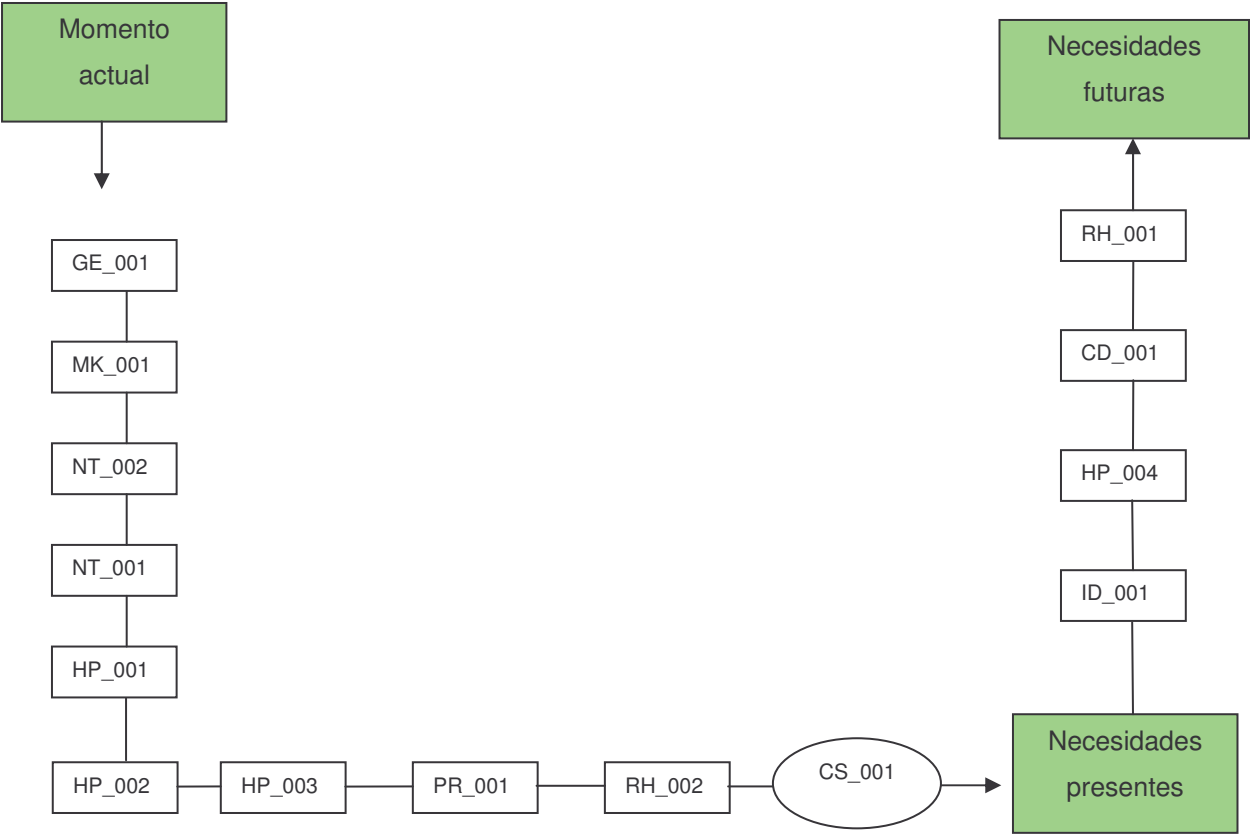 Momento
actual
Necesidades
futuras
GE_001
RH_001
MK_001
CD_001
NT_002
HP_004
NT_001
ID_001
HP_001
Necesidades
presentes
HP_002
HP_003
PR_001
RH_002
CS_001